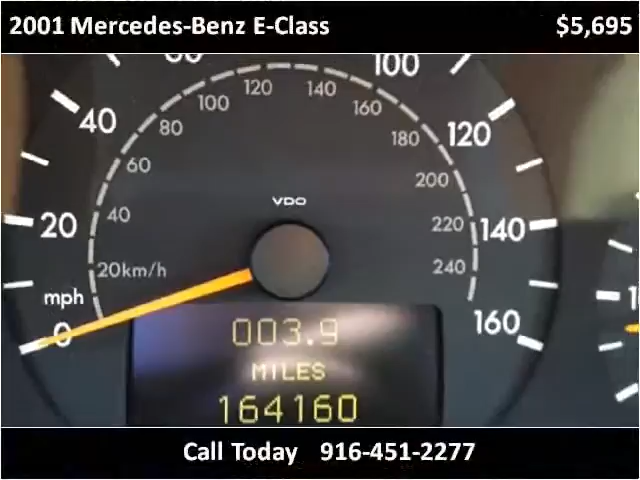 2001 Mercedes-Benz E-Class $5,695
100
120 140
100 160
40 80 180 120
60 200
VDO
20 40 220 140
20km/h 240
mph
0 160
003.9
MILES
164160
Call Today 916-451-2277